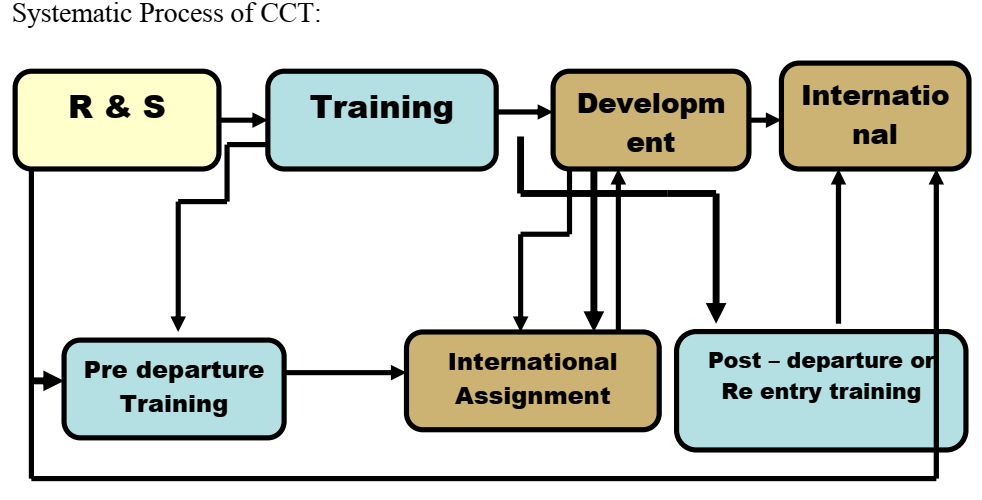 Systematic Process of CCT:
R & S
Training
Developm
ent
Internatio
nal
Pre departure
Training
International
Assignment
Post – departure or
Re entry training